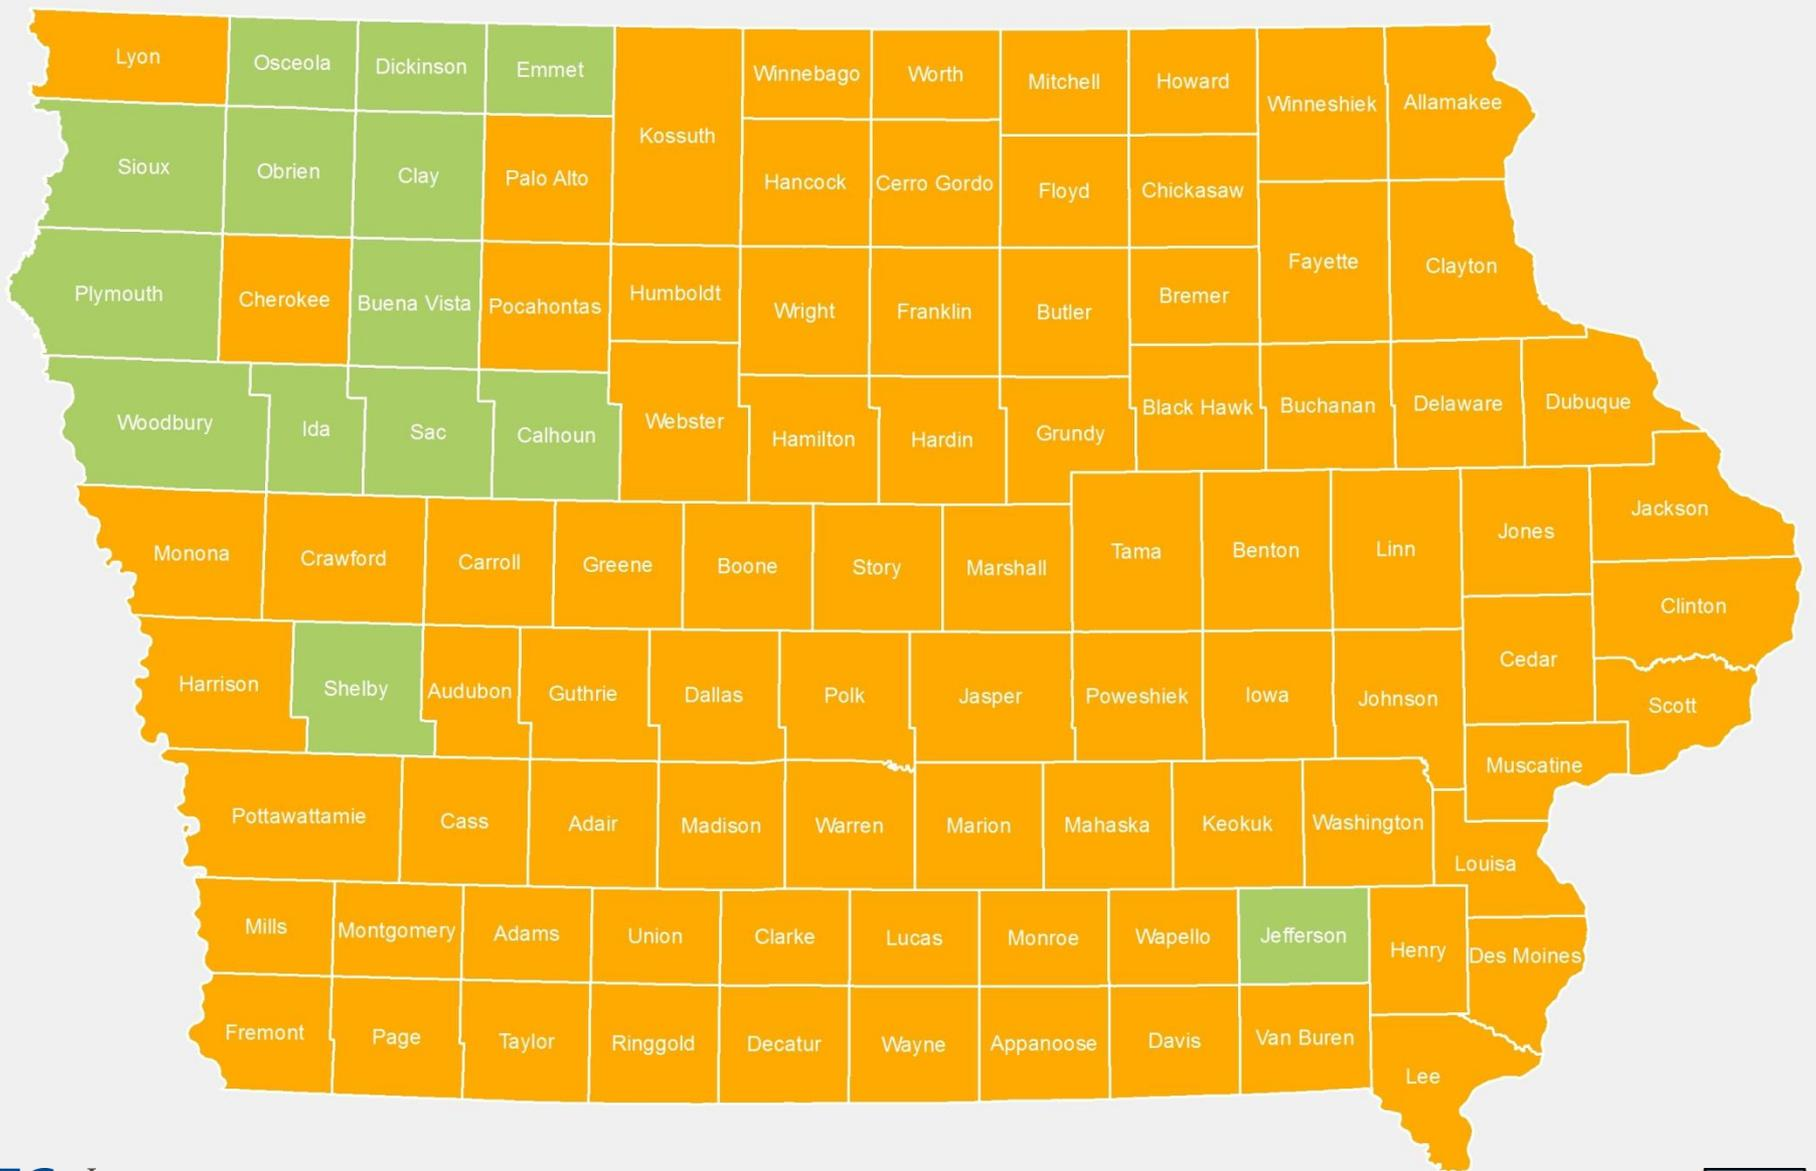 Lyon
Osceola
Dickinson
Emmet
Kossuth
Winnebago
Worth
Mitchell
Howard
Winneshiek
Allamakee
Sioux
Obrien
Clay
Palo Alto
Hancock
Cerro Gordo
Floyd
Chickasaw
Plymouth
Cherokee
Buena Vista
Pocahontas
Humboldt
Wright
Franklin
Butler
Bremer
Fayette
Clayton
Woodbury
Ida
Sac
Calhoun
Webster
Hamilton
Hardin
Grundy
Black Hawk
Buchanan
Delaware
Dubuque
Monona
Crawford
Carroll
Greene
Boone
Story
Marshall
Tama
Benton
Linn
Jones
Jackson
Clinton
Harrison
Shelby
Audubon
Guthrie
Dallas
Polk
Jasper
Poweshiek
Iowa
Johnson
Cedar
Scott
Muscatine
Pottawattamie
Cass
Adair
Madison
Warren
Marion
Mahaska
Keokuk
Washington
Louisa
Mills
Montgomery
Adams
Union
Clarke
Lucas
Monroe
Wapello
Jefferson
Henry
Des Moines
Fremont
Page
Taylor
Ringgold
Decatur
Wayne
Appanoose
Davis
Van Buren
Lee